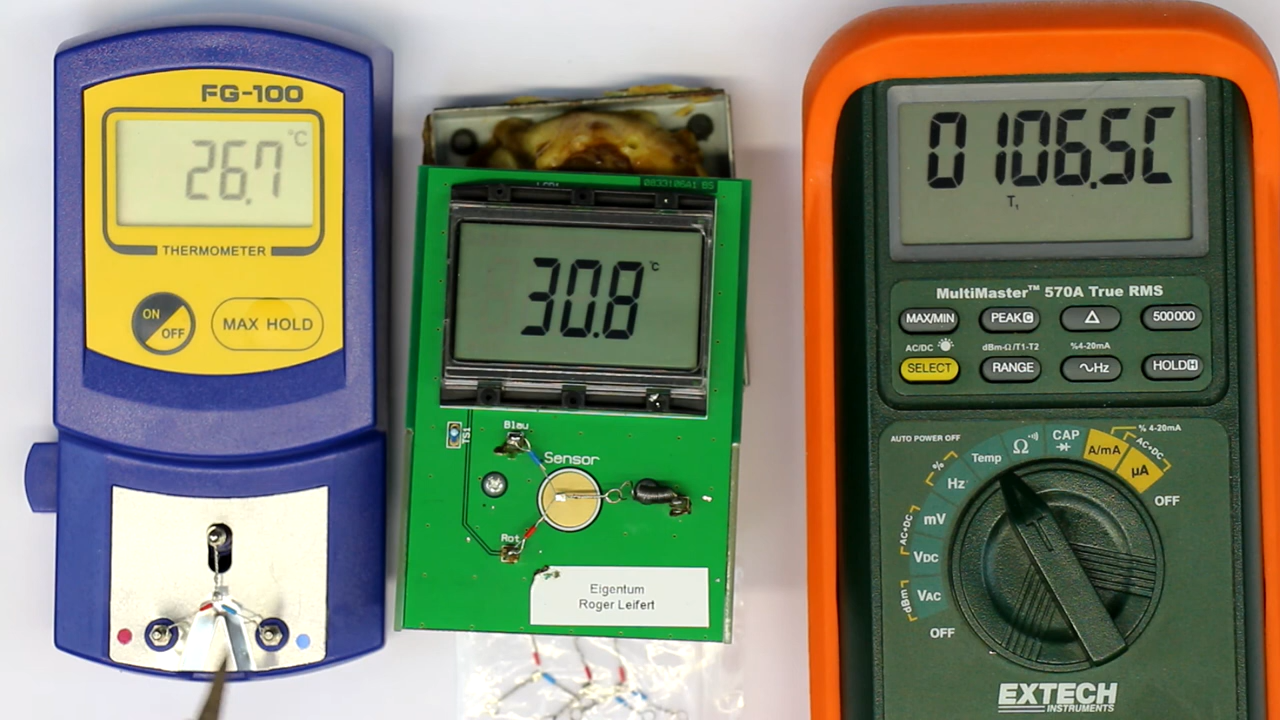 FG-100
26.7 °C
THERMOMETER
ON
OFF
MAX HOLD
30.8 °C
TS1
Blau
Sensor
Rot
Eigentum
Roger Leifert
0106.5C
T1
MultiMaster™ 570A True RMS
MAX/MIN
PEAK C
Δ
500000
AC/DC
dBm-Ω/T1-T2
%4-20mA
SELECT
RANGE
~Hz
HOLD H
AUTO POWER OFF
% 4-20mA
AC+DC
%
Hz
Temp
Ω
CAP
A/mA
µA
OFF
AC+DC
mV
VDC
dBm
VAC
OFF
EXTECH
INSTRUMENTS